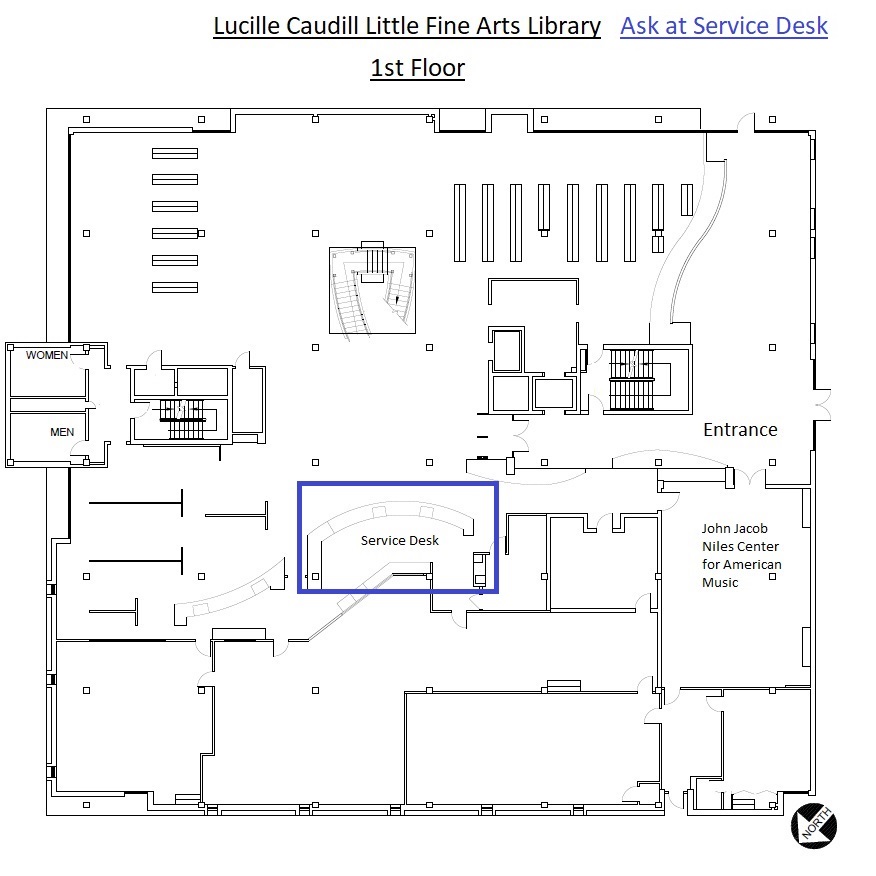 Lucille Caudill Little Fine Arts Library Ask at Service Desk
1st Floor
WOMEN
MEN
Entrance
Service Desk
John Jacob
Niles Center
for American
Music
NORTH